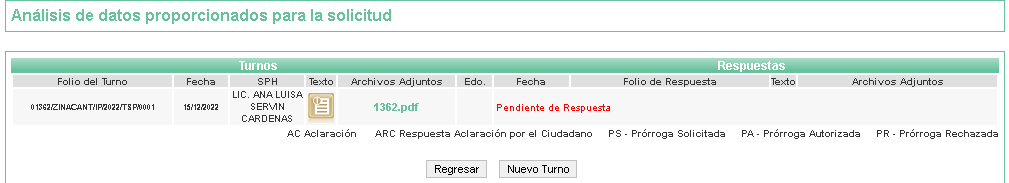 Análisis de datos proporcionados para la solicitud
Turnos Respuestas
Folio del Turno Fecha SPH Texto Archivos Adjuntos Edo. Fecha Folio de Respuesta Texto Archivos Adjuntos
01362/ZINACANT/IP/2022/TSP/0001 15/12/2022 LIC. ANA LUISA SERVIN CARDENAS 1362.pdf Pendiente de Respuesta
AC Aclaración ARC Respuesta Aclaración por el Ciudadano PS - Prórroga Solicitada PA - Prórroga Autorizada PR - Prórroga Rechazada
Regresar Nuevo Turno